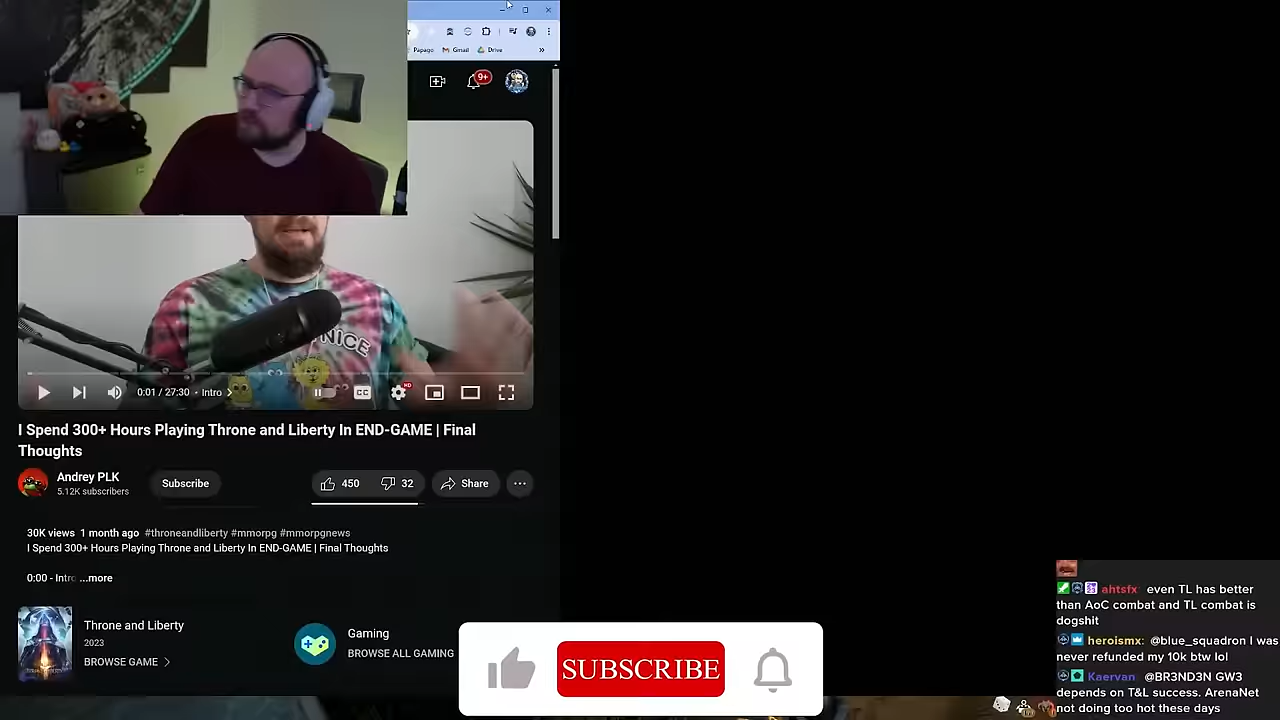 Papago Gmail Drive »
9+
NICE
0:01 / 27:30 • Intro
CC
HD
I Spend 300+ Hours Playing Throne and Liberty In END-GAME | Final
Thoughts
Andrey PLK
5.12K subscribers
Subscribe
450
32
Share
30K views 1 month ago #throneandliberty #mmorpg #mmorpgnews
I Spend 300+ Hours Playing Throne and Liberty In END-GAME | Final Thoughts
0:00 - Intro ...more
Throne and Liberty
2023
BROWSE GAME
Gaming
BROWSE ALL GAMING
SUBSCRIBE
ahtsfx: even TL has better
than AoC combat and TL combat is
dogshit
heroismx: @blue_squadron I was
never refunded my 10k btw lol
Kaervan: @BR3ND3N GW3
depends on T&L success. ArenaNet
not doing too hot these days